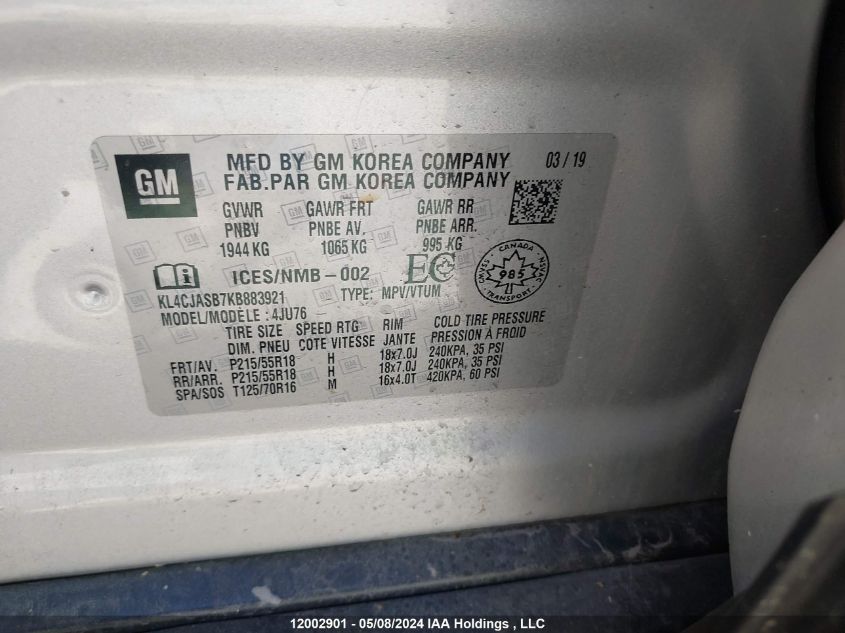 GM
MFD BY GM KOREA COMPANY 03 / 19
FAB.PAR GM KOREA COMPANY
GVWR GAWR FRT GAWR RR
PNBV PNBE AV. PNBE ARR.
1944 KG 1065 KG 995 KG
ICES/NMB-002 EC
CANADA
CMVSS 985 NSVAC
TRANSPORT
KL4CJASB7KB883921 TYPE: MPV/VTUM
MODEL/MODÈLE : 4JU76
TIRE SIZE SPEED RTG RIM COLD TIRE PRESSURE
DIM. PNEU COTE VITESSE JANTE PRESSION À FROID
FRT/AV. P215/55R18 H 18x7.0J 240KPA, 35 PSI
RR/ARR. P215/55R18 H 18x7.0J 240KPA, 35 PSI
SPA/SOS T125/70R16 M 16x4.0T 420KPA, 60 PSI
12002901 - 05/08/2024 IAA Holdings , LLC